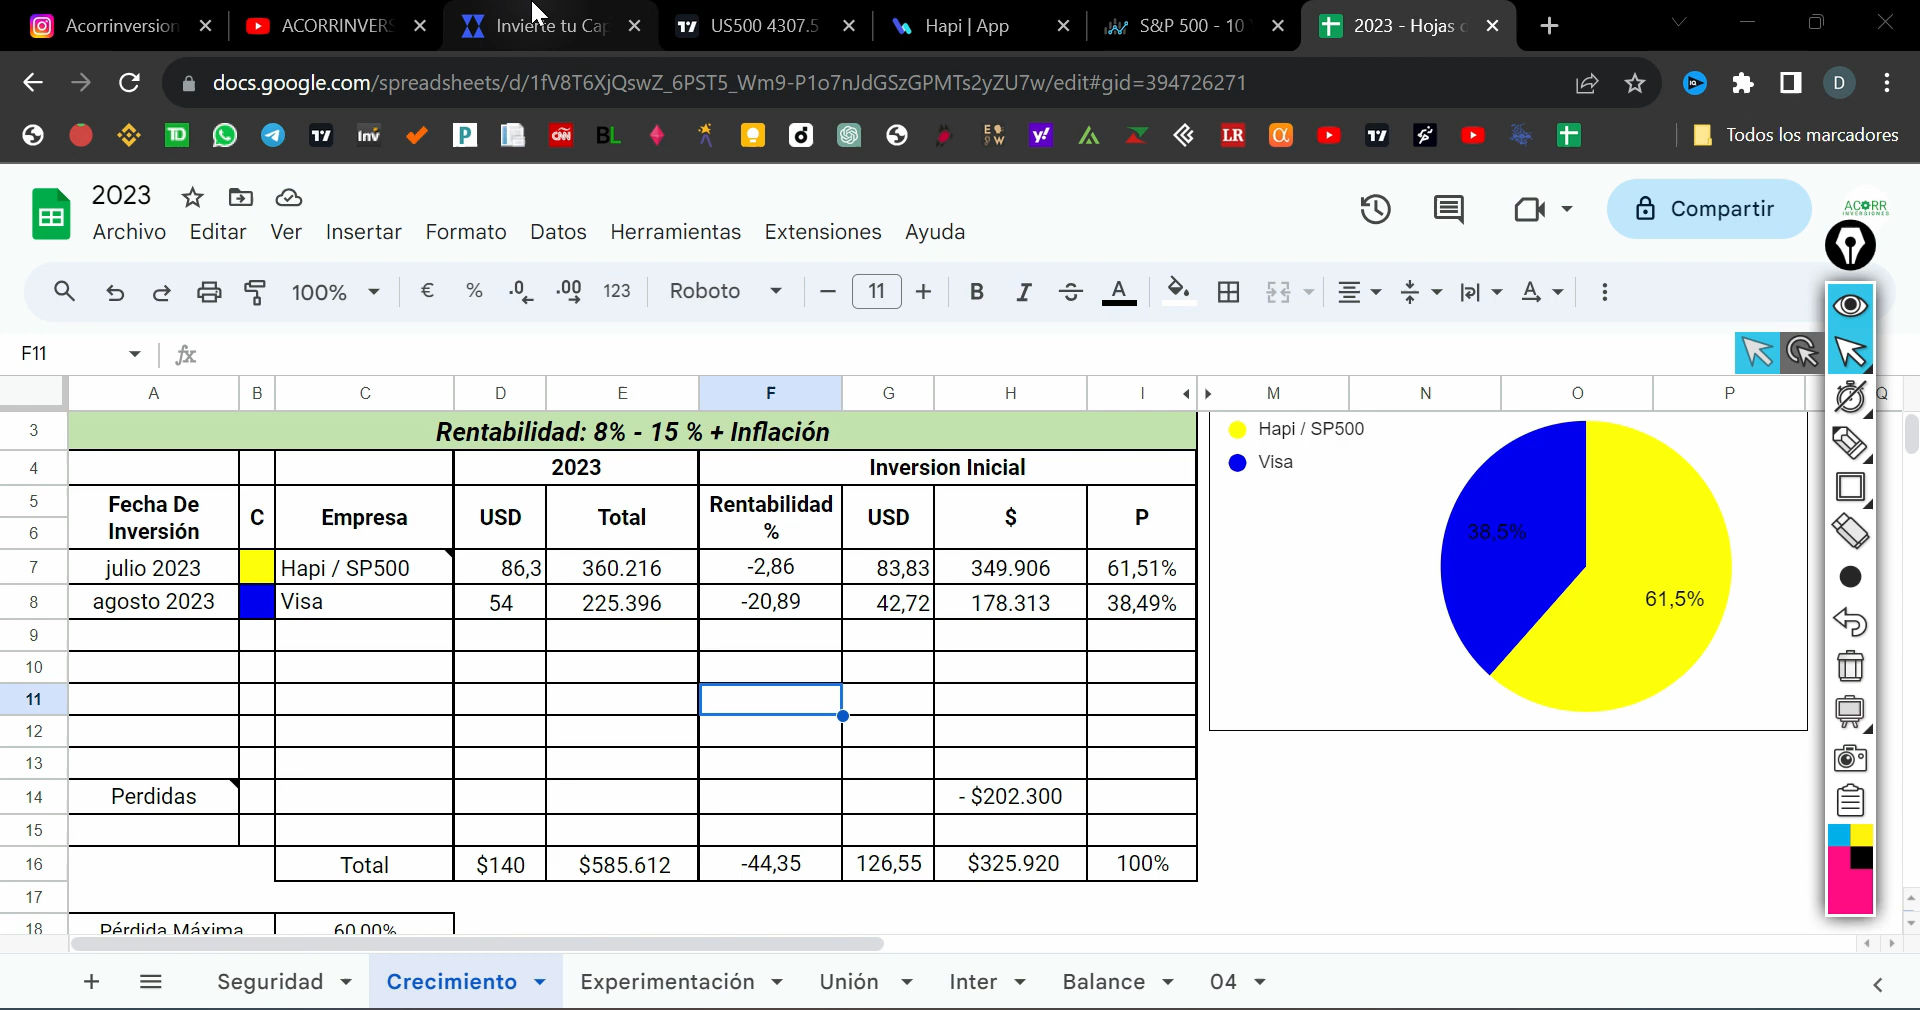 Acorrinversion
ACORRINVERS
Invierte tu Cap
US500 4307.5
Hapi | App
S&P 500 - 10
2023 - Hojas
docs.google.com/spreadsheets/d/1fV8T6XjQswZ_6PST5_Wm9-P1o7nJdGSzGPMTs2yZU7w/edit#gid=394726271
D
Todos los marcadores
2023
Archivo Editar Ver Insertar Formato Datos Herramientas Extensiones Ayuda
Compartir
ACORR
INVERSIONES
100% € % .0 .00 123 Roboto 11 B I A
F11 fx
A B C D E F G H I M N O P Q
3 Rentabilidad: 8% - 15 % + Inflación
4 2023 Inversion Inicial
5 Fecha De Inversión C Empresa USD Total Rentabilidad % USD $ P
6
7 julio 2023 Hapi / SP500 86,3 360.216 -2,86 83,83 349.906 61,51%
8 agosto 2023 Visa 54 225.396 -20,89 42,72 178.313 38,49%
9
10
11
12
13
14 Perdidas - $202.300
15
16 Total $140 $585.612 -44,35 126,55 $325.920 100%
17
18 Pérdida Máxima 60,00%
Hapi / SP500
Visa
38,5%
61,5%
Seguridad Crecimiento Experimentación Unión Inter Balance 04